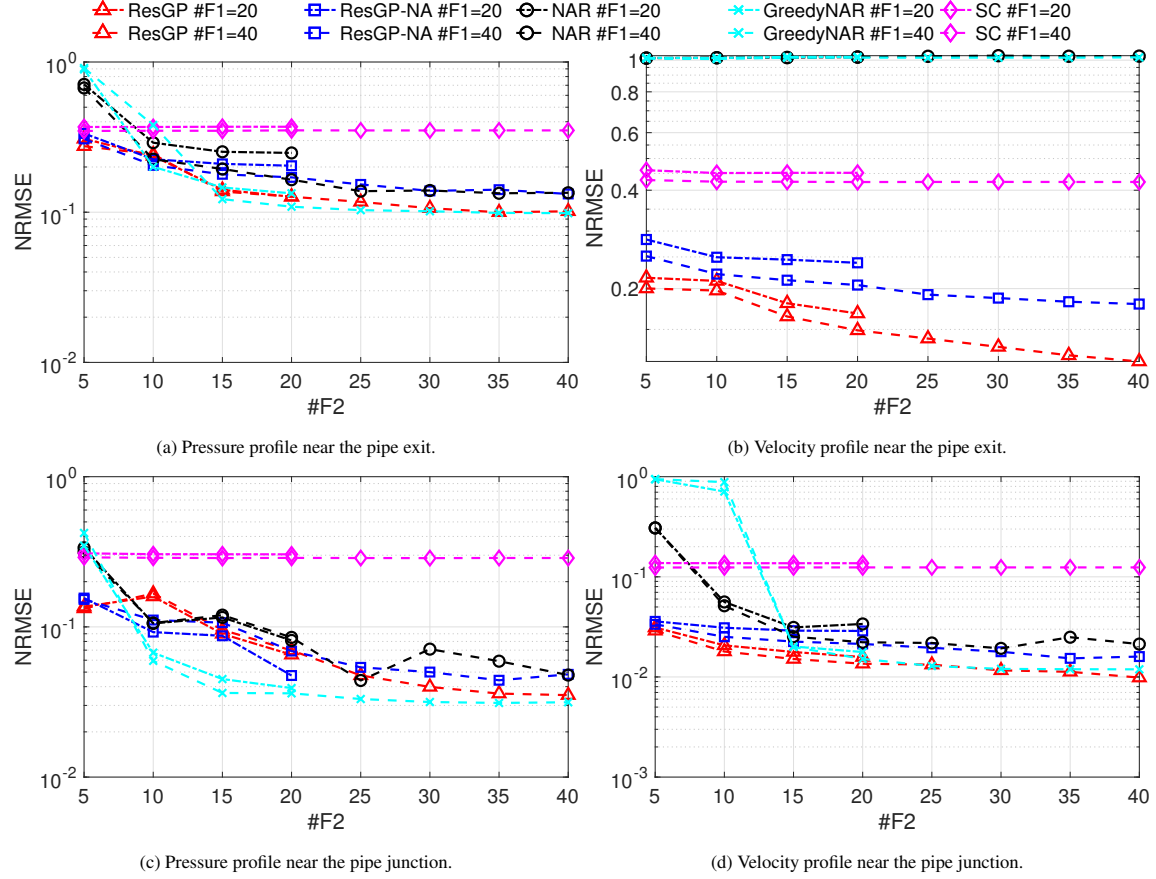 ResGP #F1=20 ResGP-NA #F1=20 NAR #F1=20 GreedyNAR #F1=20 SC #F1=20
ResGP #F1=40 ResGP-NA #F1=40 NAR #F1=40 GreedyNAR #F1=40 SC #F1=40
10^0
10^-1
10^-2
NRMSE
5 10 15 20 25 30 35 40
#F2
1
0.8
0.6
0.4
0.2
NRMSE
5 10 15 20 25 30 35 40
#F2
(a) Pressure profile near the pipe exit.
(b) Velocity profile near the pipe exit.
10^0
10^-1
10^-2
NRMSE
5 10 15 20 25 30 35 40
#F2
10^0
10^-1
10^-2
10^-3
NRMSE
5 10 15 20 25 30 35 40
#F2
(c) Pressure profile near the pipe junction.
(d) Velocity profile near the pipe junction.